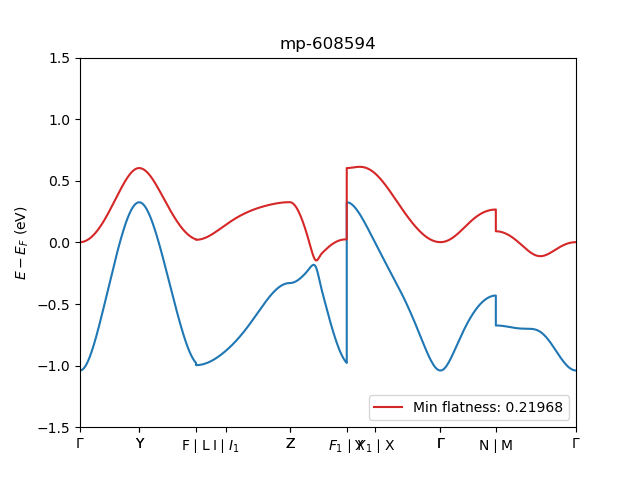 mp-608594
E − E_F (eV)
1.5
1.0
0.5
0.0
−0.5
−1.0
−1.5
Min flatness: 0.21968
Γ Y F | L I | I₁ Z F₁ | Y X₁ | X Γ N | M Γ